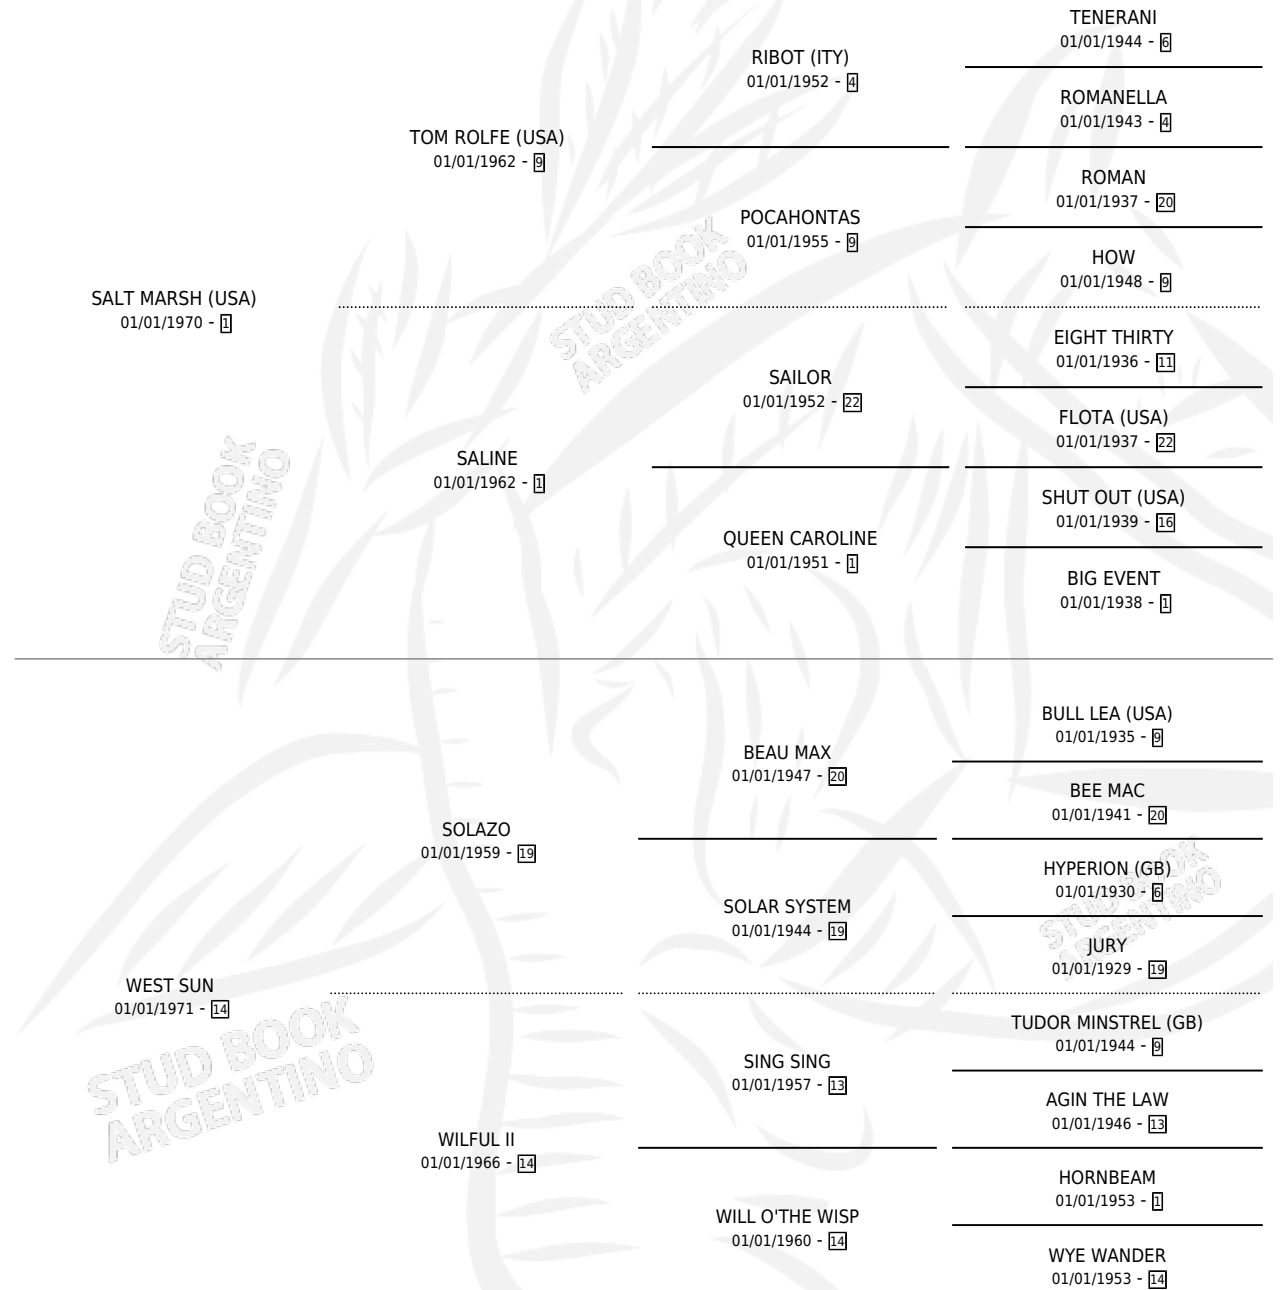 TENERANI
01/01/1944 - 6
RIBOT (ITY)
01/01/1952 - 4
ROMANELLA
01/01/1943 - 4
TOM ROLFE (USA)
01/01/1962 - 9
ROMAN
01/01/1937 - 20
POCAHONTAS
01/01/1955 - 9
HOW
01/01/1948 - 9
SALT MARSH (USA)
01/01/1970 - 1
STUD BOOK
ARGENTINO
EIGHT THIRTY
01/01/1936 - 11
SAILOR
01/01/1952 - 22
FLOTA (USA)
01/01/1937 - 22
SALINE
01/01/1962 - 1
SHUT OUT (USA)
01/01/1939 - 16
QUEEN CAROLINE
01/01/1951 - 1
BIG EVENT
01/01/1938 - 1
STUD BOOK
ARGENTINO
BULL LEA (USA)
01/01/1935 - 9
BEAU MAX
01/01/1947 - 20
BEE MAC
01/01/1941 - 20
SOLAZO
01/01/1959 - 19
HYPERION (GB)
01/01/1930 - 6
SOLAR SYSTEM
01/01/1944 - 19
JURY
01/01/1929 - 19
STUD BOOK
ARGENTINO
WEST SUN
01/01/1971 - 14
TUDOR MINSTREL (GB)
01/01/1944 - 9
SING SING
01/01/1957 - 13
AGIN THE LAW
01/01/1946 - 13
STUD BOOK
ARGENTINO
WILFUL II
01/01/1966 - 14
HORNBEAM
01/01/1953 - 1
WILL O'THE WISP
01/01/1960 - 14
WYE WANDER
01/01/1953 - 14